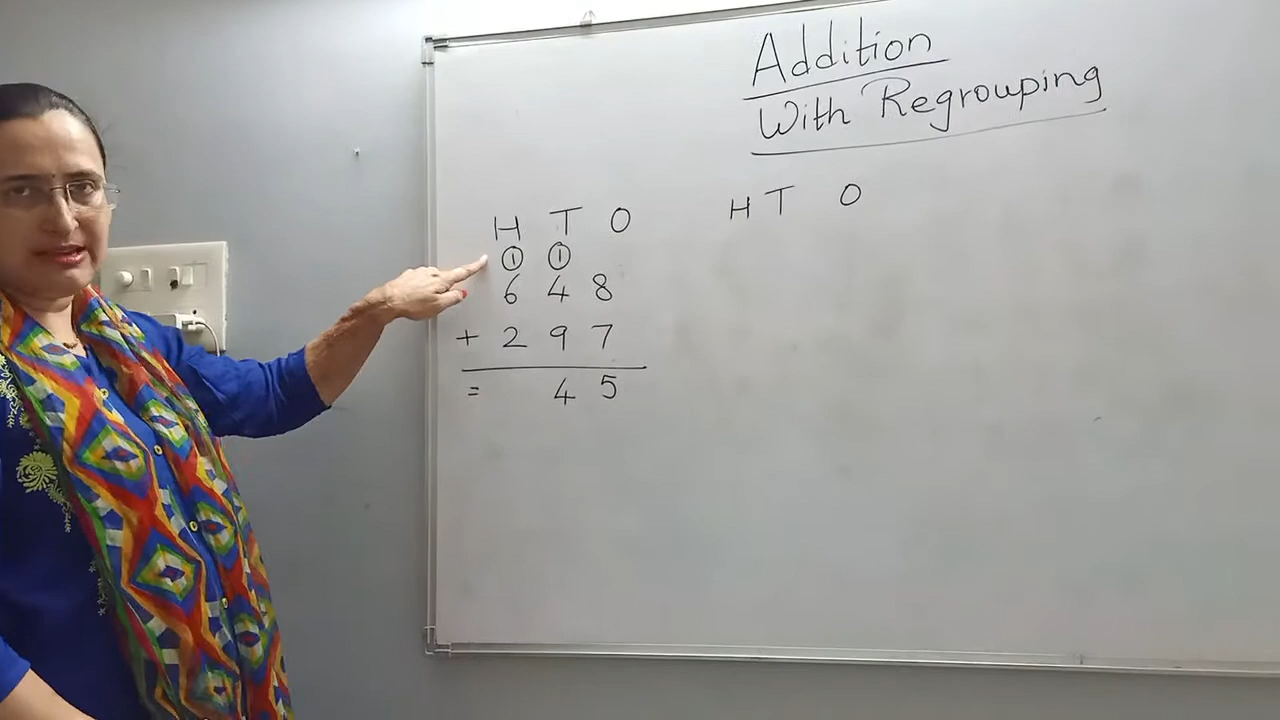 Addition
With Regrouping
H T O
① ①
6 4 8
+ 2 9 7
= 4 5
H T O